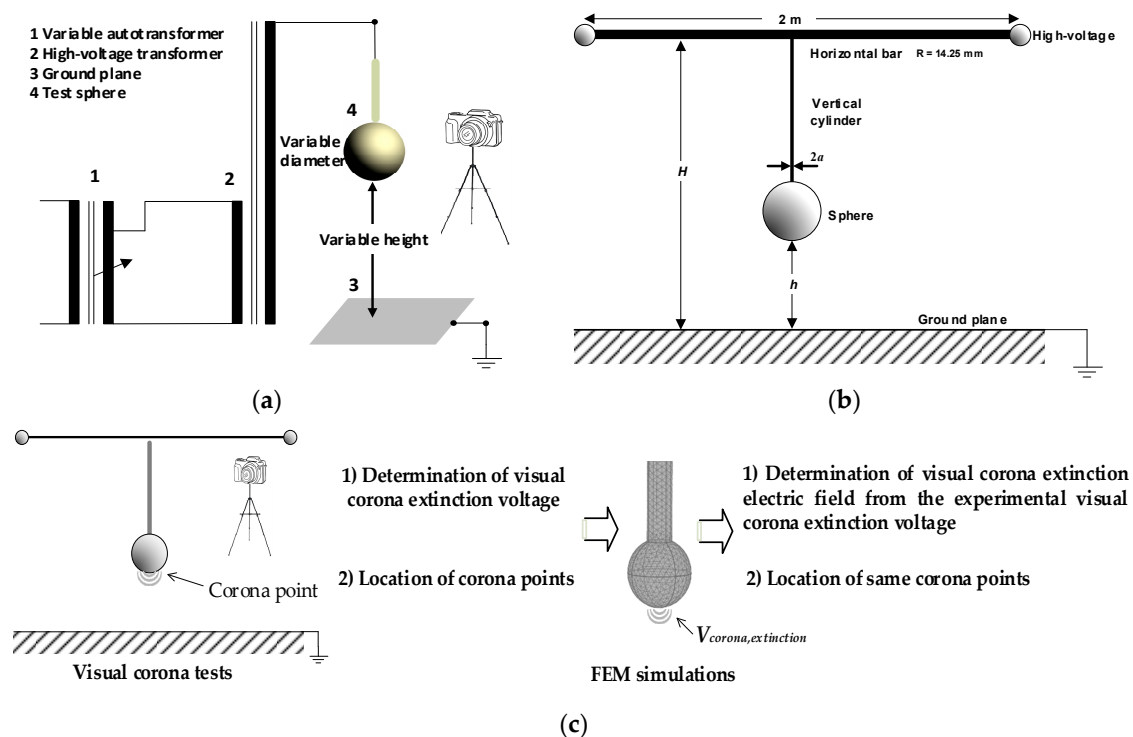 1 Variable autotransformer
2 High-voltage transformer
3 Ground plane
4 Test sphere
4
Variable
diameter
1
2
Variable height
3
(a)
2 m
High-voltage
Horizontal bar R = 14.25 mm
Vertical
cylinder
2a
H
Sphere
h
Ground plane
(b)
Corona point
Visual corona tests
1) Determination of visual
corona extinction voltage
2) Location of corona points
Vcorona,extinction
FEM simulations
1) Determination of visual corona extinction
electric field from the experimental visual
corona extinction voltage
2) Location of same corona points
(c)